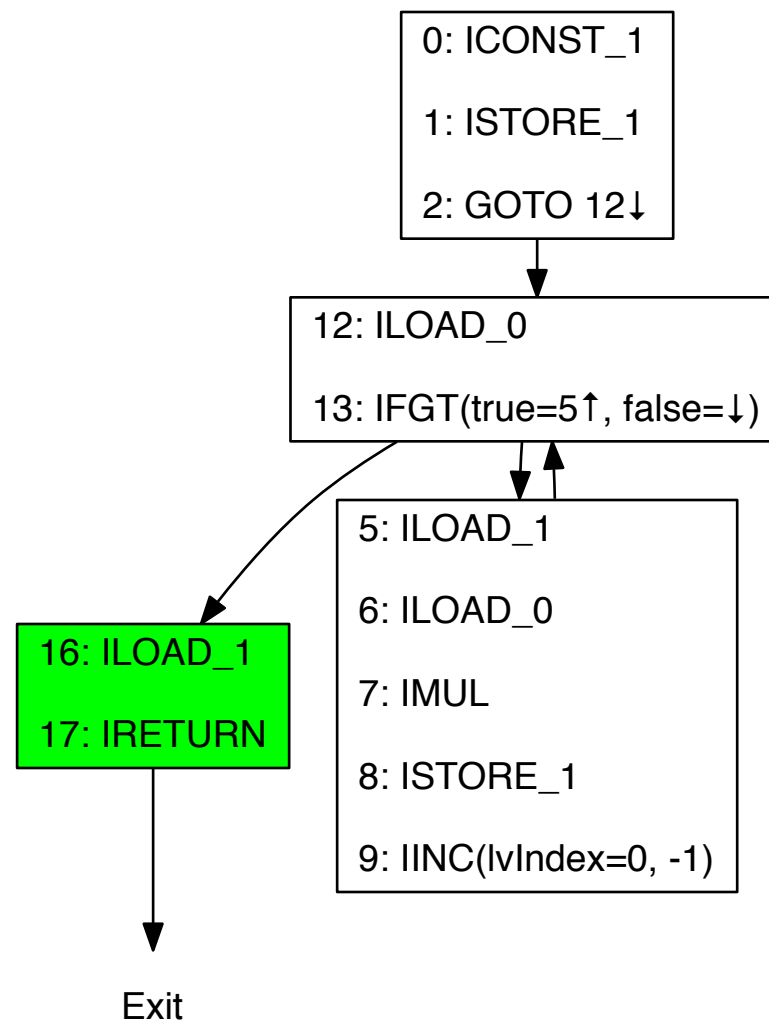 0: ICONST_1
1: ISTORE_1
2: GOTO 12↓
12: ILOAD_0
13: IFGT(true=5↑, false=↓)
5: ILOAD_1
6: ILOAD_0
7: IMUL
8: ISTORE_1
9: IINC(lvIndex=0, -1)
16: ILOAD_1
17: IRETURN
Exit